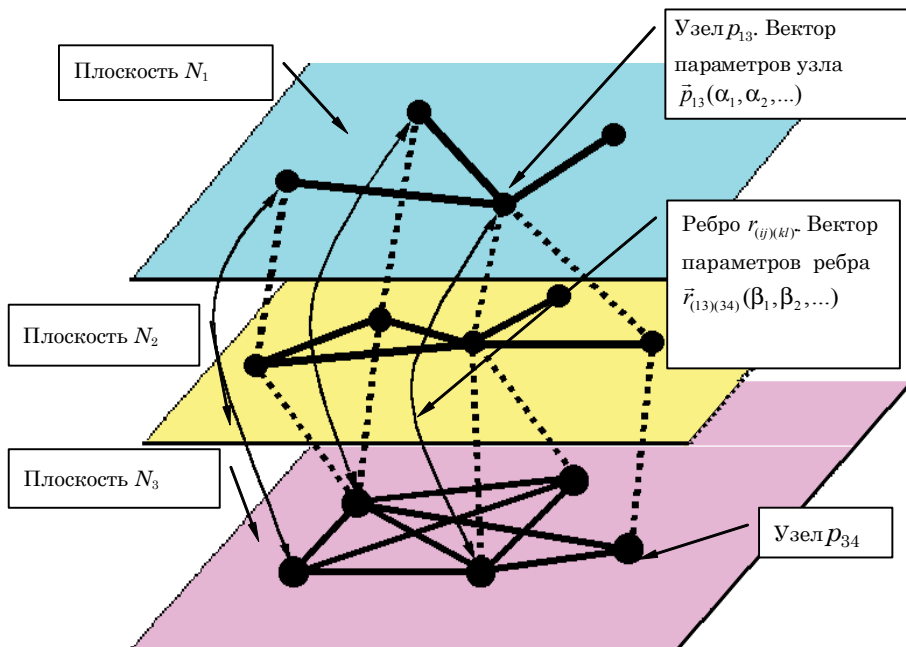 Плоскость N₁
Узел p₁₃. Вектор
параметров узла
p⃗₁₃(α₁,α₂,...)
Ребро r₍ᵢⱼ₎₍ₖₗ₎. Вектор
параметров ребра
r⃗₍₁₃₎₍₃₄₎(β₁,β₂,...)
Плоскость N₂
Плоскость N₃
Узел p₃₄